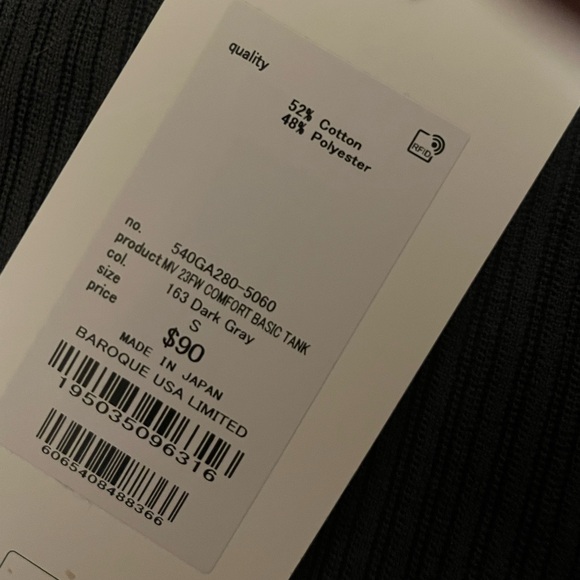 quality
52% Cotton
48% Polyester
RFID
no. 540GA280-5060
product MV 23FW COMFORT BASIC TANK
col. 163 Dark Gray
size S
price $90
MADE IN JAPAN
BAROQUE USA LIMITED
195035096316
6065408488366